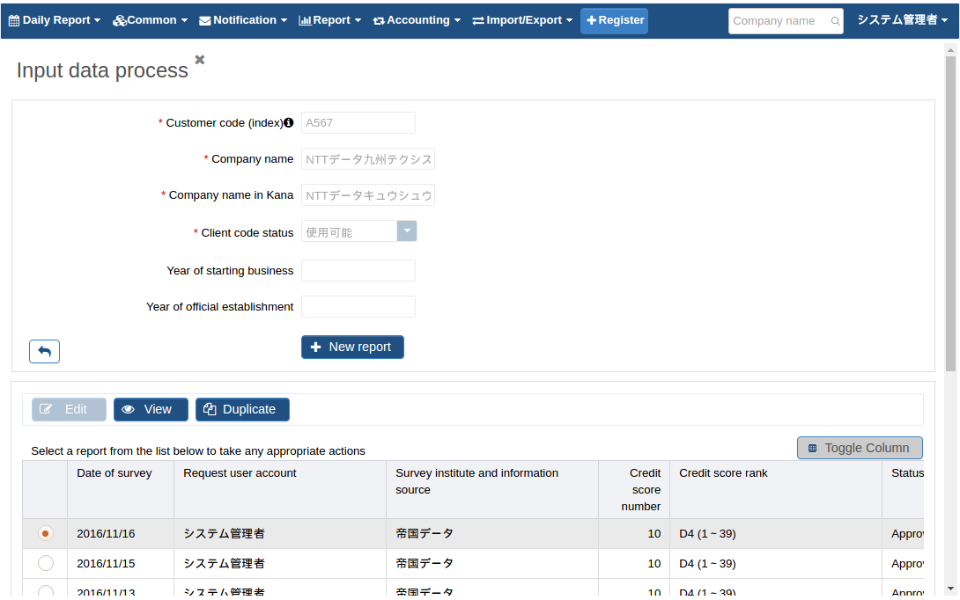 Daily Report Common Notification Report Accounting Import/Export Register Company name システム管理者
Input data process
* Customer code (index) A567
* Company name NTTデータ九州テクシス
* Company name in Kana NTTデータキュウシュウ
* Client code status 使用可能
Year of starting business
Year of official establishment
New report
Edit View Duplicate
Select a report from the list below to take any appropriate actions Toggle Column
Date of survey Request user account Survey institute and information source Credit score number Credit score rank Status
2016/11/16 システム管理者 帝国データ 10 D4 (1 ~ 39) Approv
2016/11/15 システム管理者 帝国データ 10 D4 (1 ~ 39) Approv
2016/11/13 システム管理者 帝国データ 10 D4 (1 ~ 39) Approv